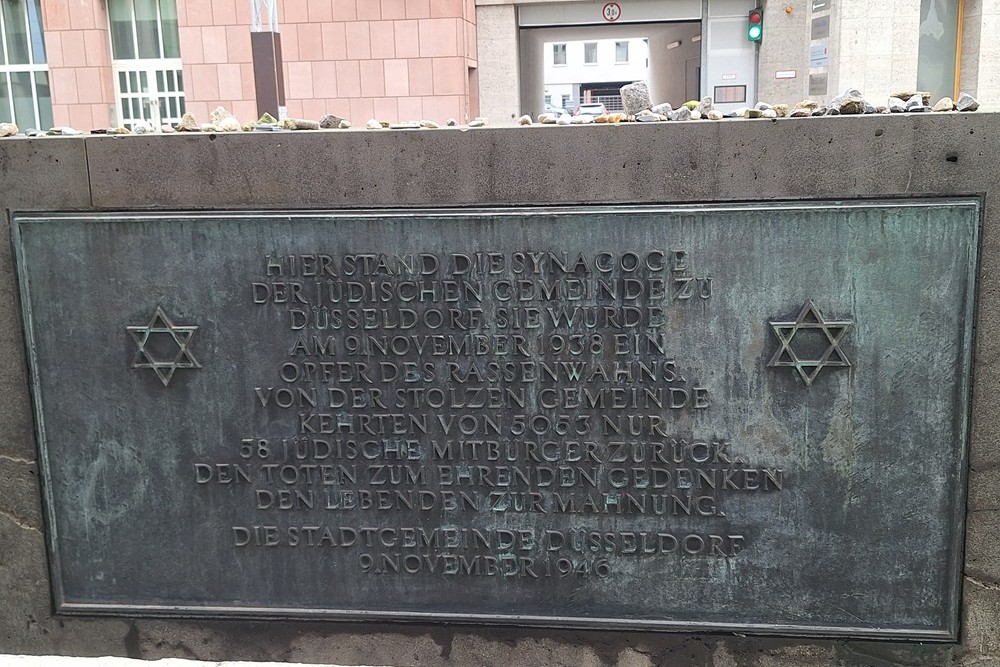 3,0
HIER STAND DIE SYNAGOGE
DER JÜDISCHEN GEMEINDE ZU
DÜSSELDORF. SIE WURDE
AM 9. NOVEMBER 1938 EIN
OPFER DES RASSENWAHNS.
VON DER STOLZEN GEMEINDE
KEHRTEN VON 5053 NUR
58 JÜDISCHE MITBÜRGER ZURÜCK.
DEN TOTEN ZUM EHRENDEN GEDENKEN
DEN LEBENDEN ZUR MAHNUNG.
DIE STADTGEMEINDE DÜSSELDORF
9. NOVEMBER 1946